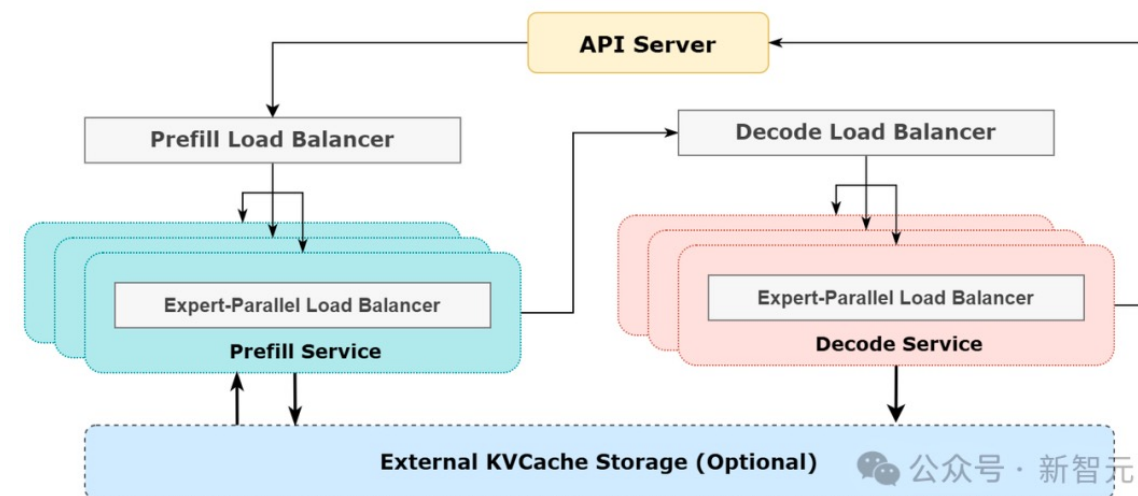 API Server
Prefill Load Balancer
Decode Load Balancer
Expert-Parallel Load Balancer
Prefill Service
Expert-Parallel Load Balancer
Decode Service
External KVCache Storage (Optional)
公众号 · 新智元